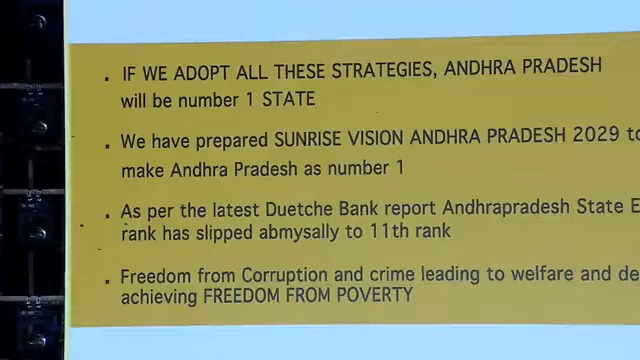 . IF WE ADOPT ALL THESE STRATEGIES, ANDHRA PRADESH
will be number 1 STATE
. We have prepared SUNRISE VISION ANDHRA PRADESH 2029
make Andhra Pradesh as number 1
. As per the latest Duetche Bank report Andhrapradesh State
rank has slipped abmysally to 11th rank
. Freedom from Corruption and crime leading to welfare and
achieving FREEDOM FROM POVERTY